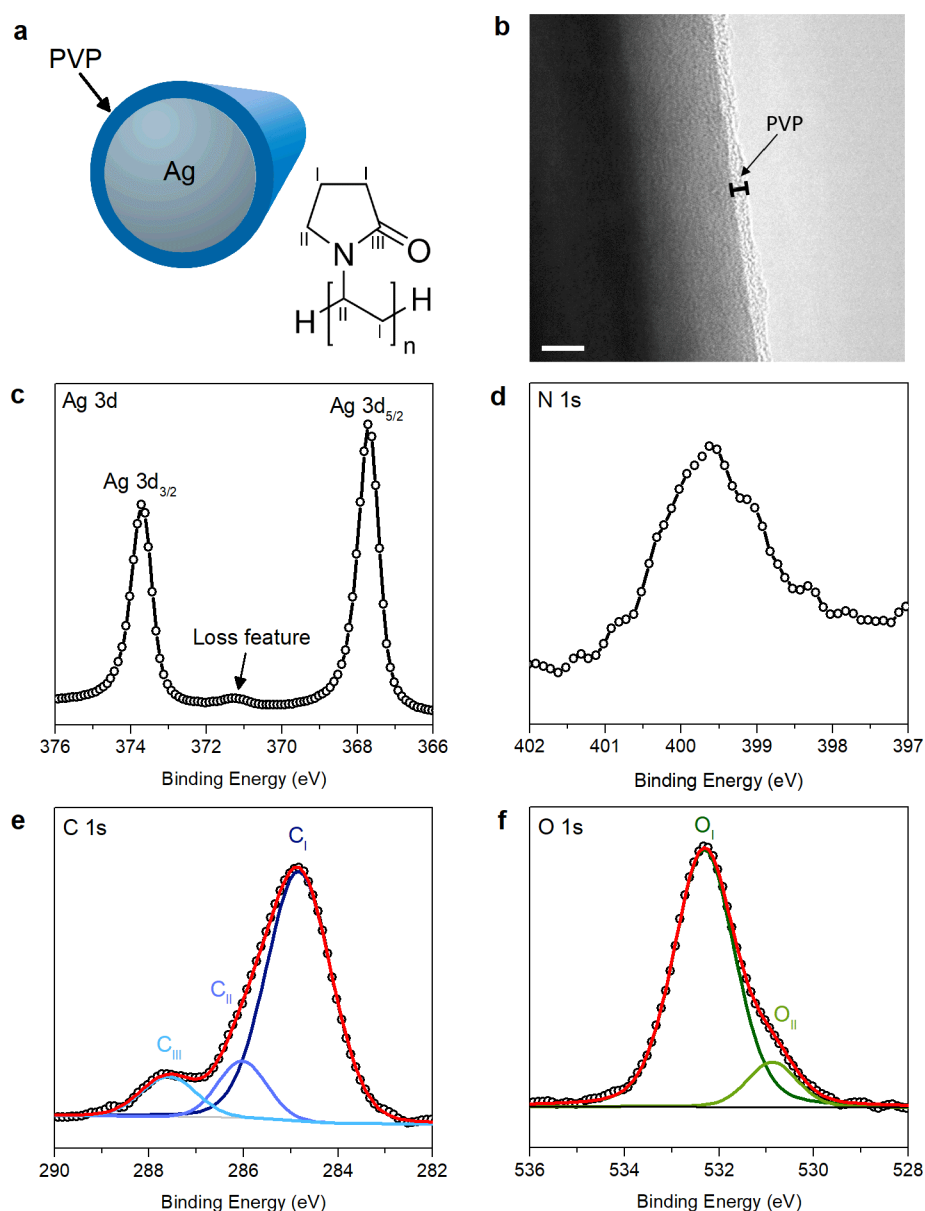 a
PVP
Ag
I I
II III O
N
H H
II
I
n
b
PVP
c
Ag 3d
Ag 3d5/2
Ag 3d3/2
Loss feature
376 374 372 370 368 366
Binding Energy (eV)
d
N 1s
402 401 400 399 398 397
Binding Energy (eV)
e
C 1s
CI
CII
CIII
290 288 286 284 282
Binding Energy (eV)
f
O 1s
OI
OII
536 534 532 530 528
Binding Energy (eV)